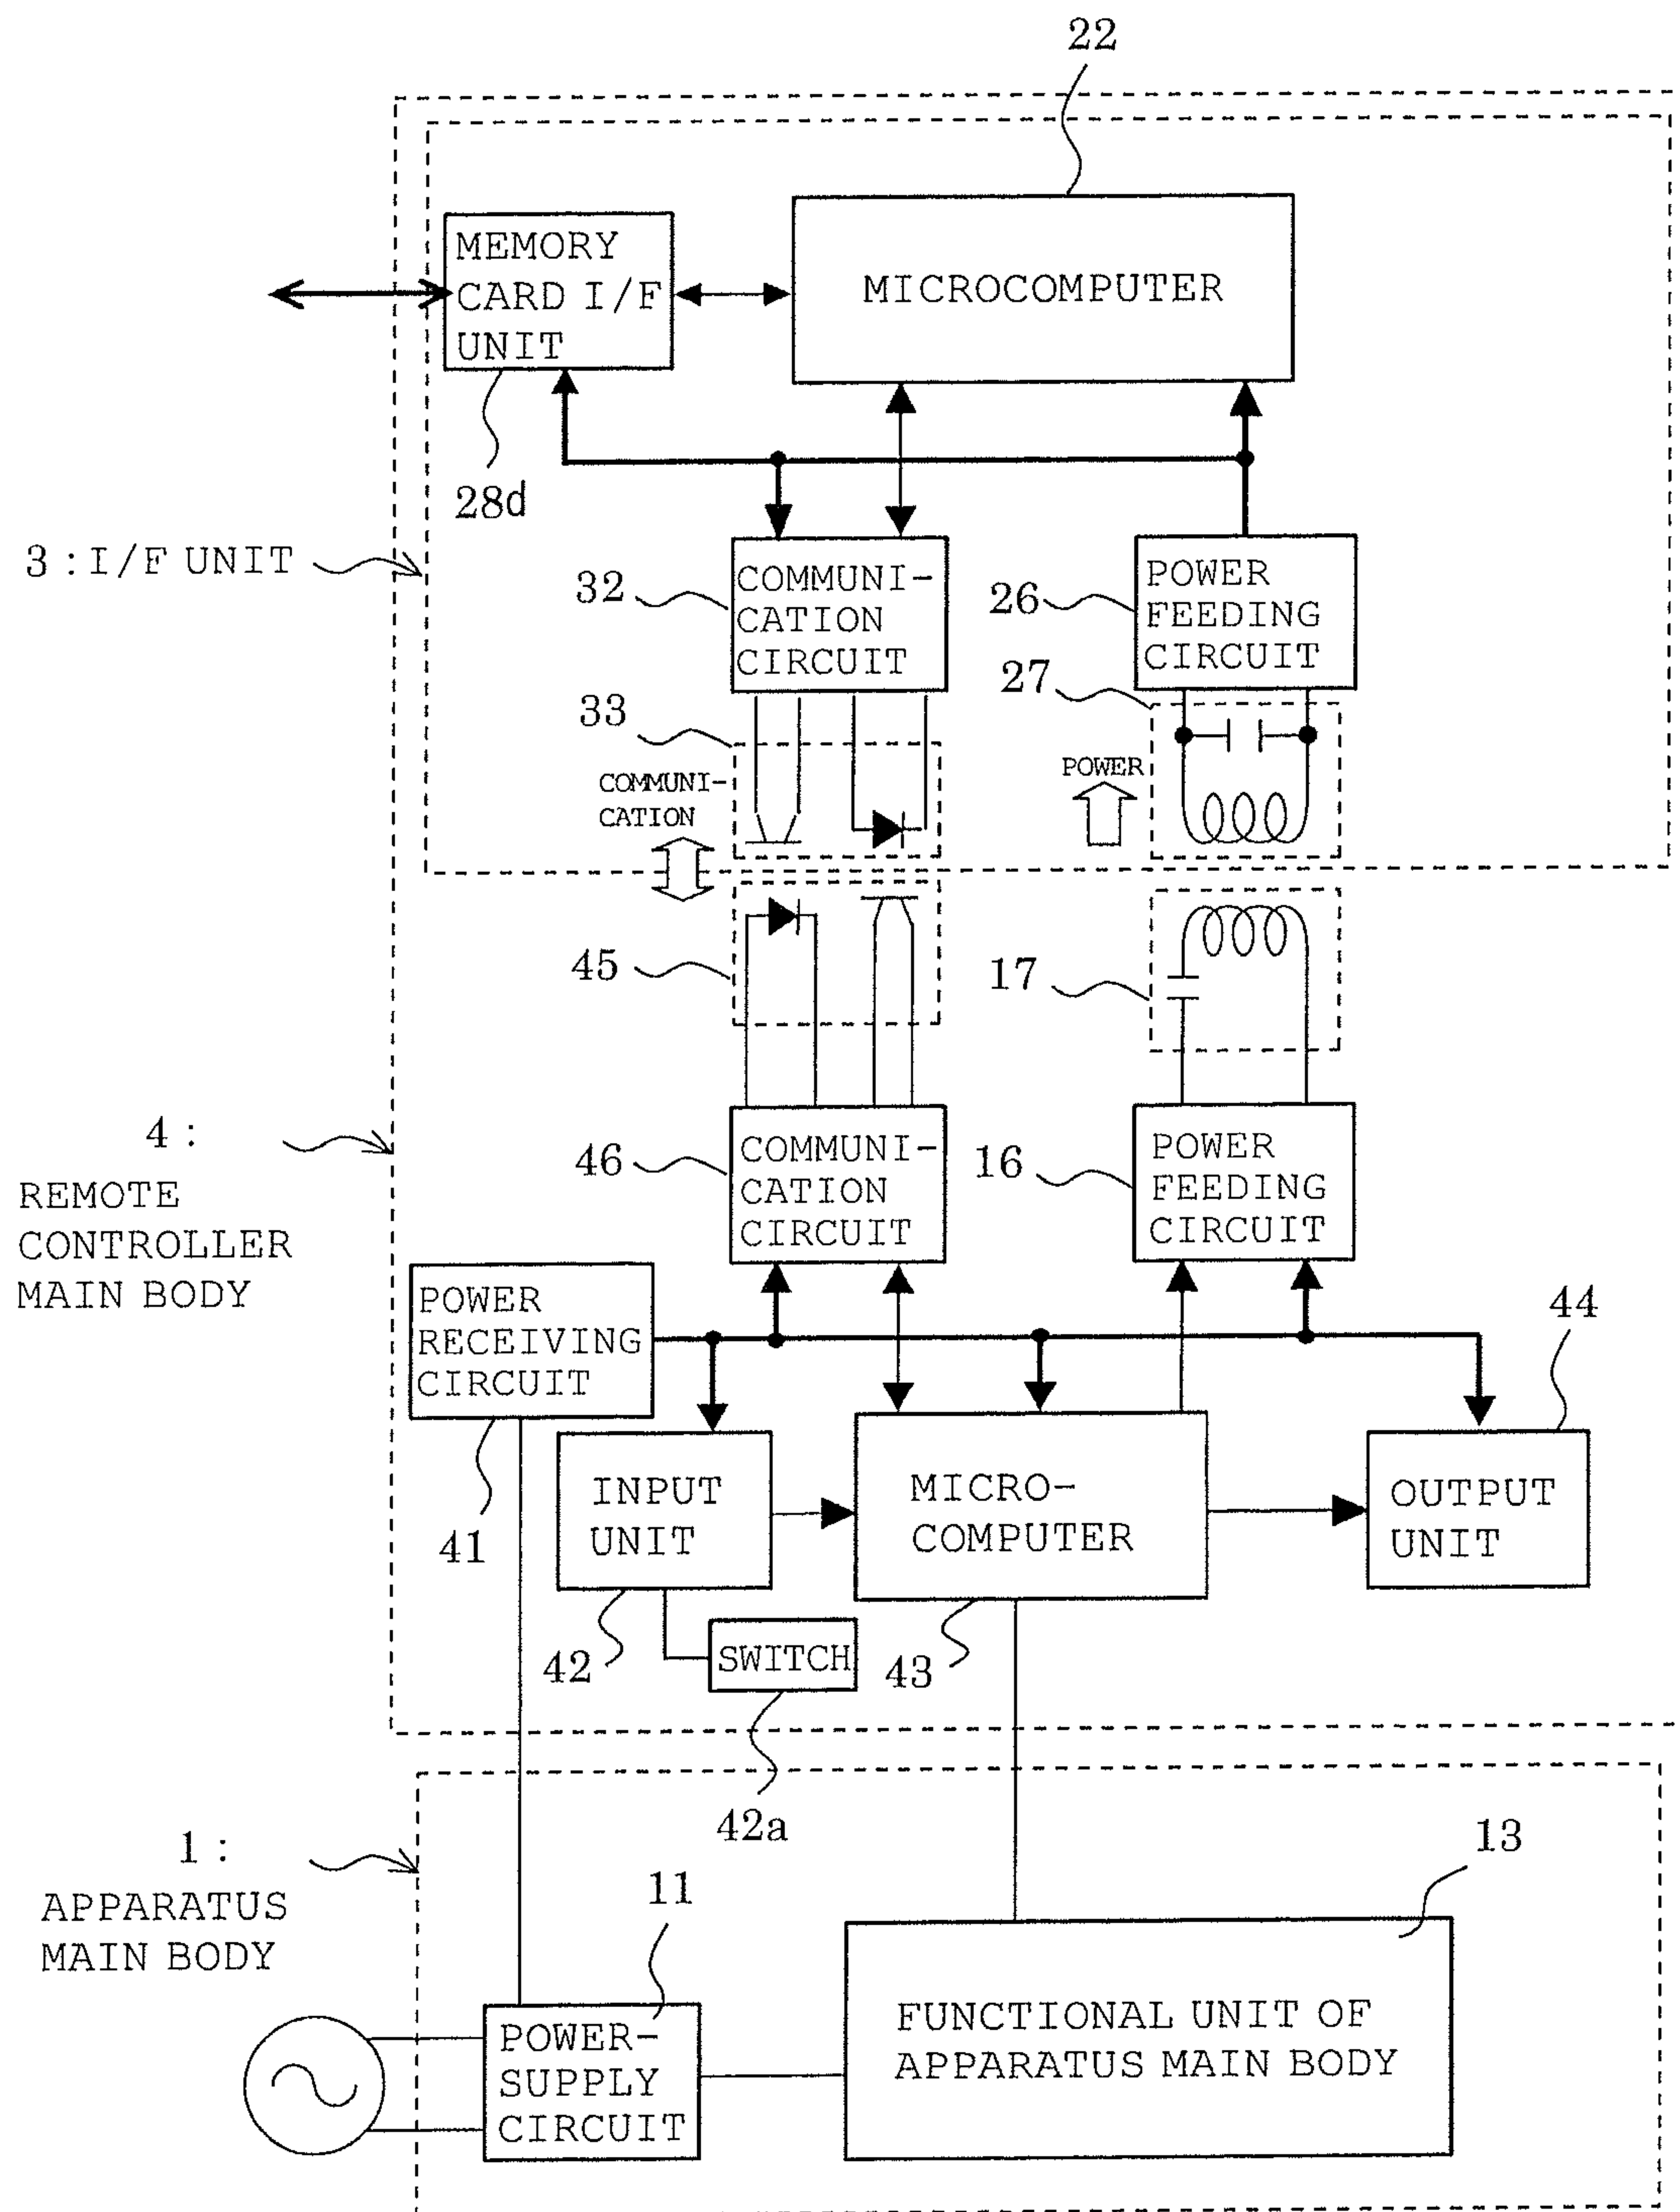 22
MEMORY
CARD I/F
UNIT
MICROCOMPUTER
28d
3 : I/F UNIT
32
COMMUNI-
CATION
CIRCUIT
26
POWER
FEEDING
CIRCUIT
33
27
COMMUNI-
CATION
POWER
45
17
4 :
REMOTE
CONTROLLER
MAIN BODY
46
COMMUNI-
CATION
CIRCUIT
16
POWER
FEEDING
CIRCUIT
POWER
RECEIVING
CIRCUIT
44
41
INPUT
UNIT
MICRO-
COMPUTER
OUTPUT
UNIT
42
SWITCH
43
42a
1 :
APPARATUS
MAIN BODY
11
13
POWER-
SUPPLY
CIRCUIT
FUNCTIONAL UNIT OF
APPARATUS MAIN BODY